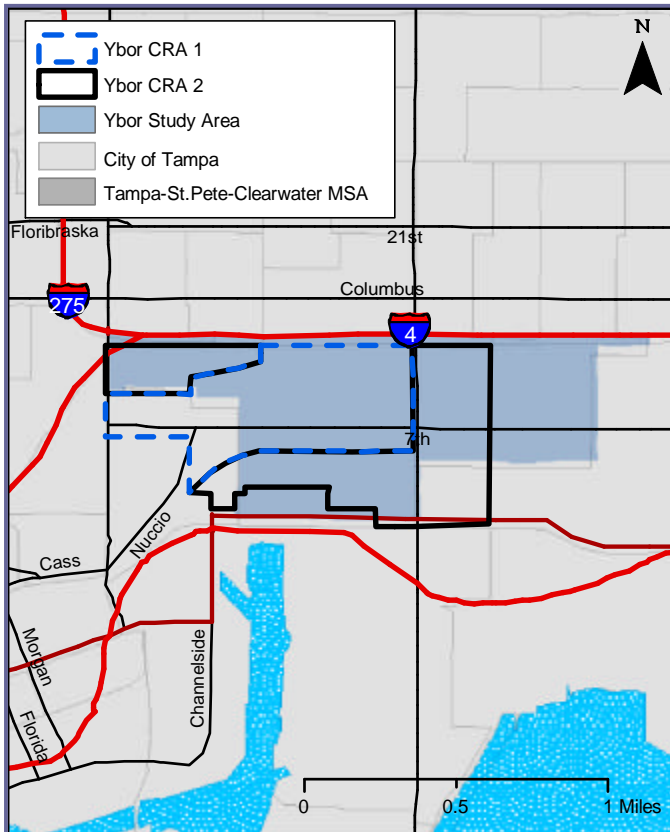 N
Ybor CRA 1
Ybor CRA 2
Ybor Study Area
City of Tampa
Tampa-St.Pete-Clearwater MSA
Floribraska
21st
Columbus
275
4
7th
Nuccio
Cass
Morgan
Channelside
Florida
0 0.5 1 Miles